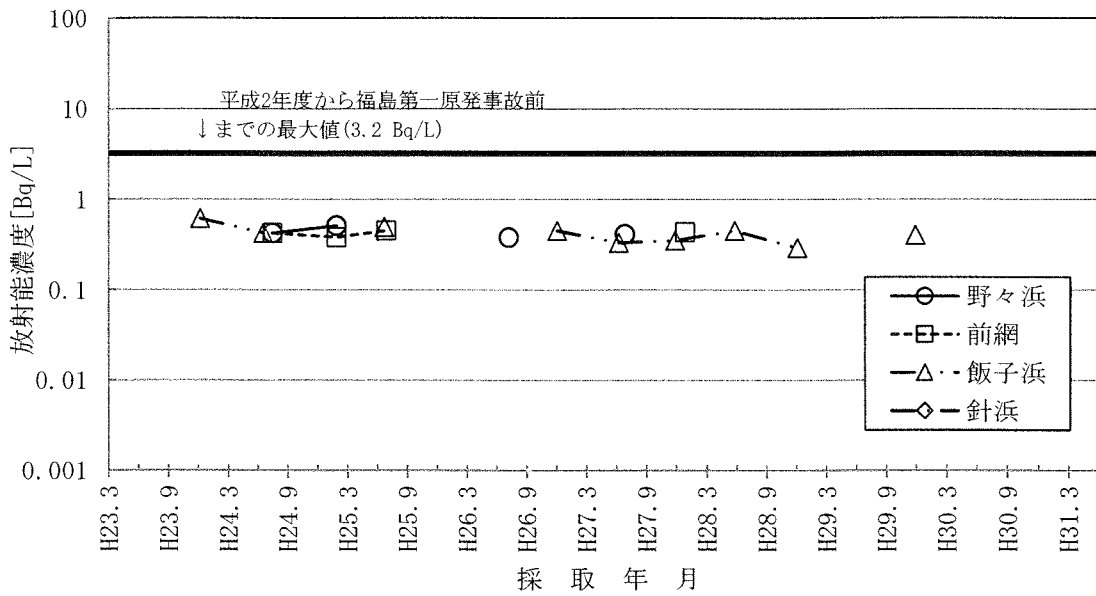 100
10
1
0.1
0.01
0.001
放射能濃度[Bq/L]
平成2年度から福島第一原発事故前
↓までの最大値(3.2 Bq/L)
野々浜
前網
飯子浜
針浜
H23.3
H23.9
H24.3
H24.9
H25.3
H25.9
H26.3
H26.9
H27.3
H27.9
H28.3
H28.9
H29.3
H29.9
H30.3
H30.9
H31.3
採 取 年 月